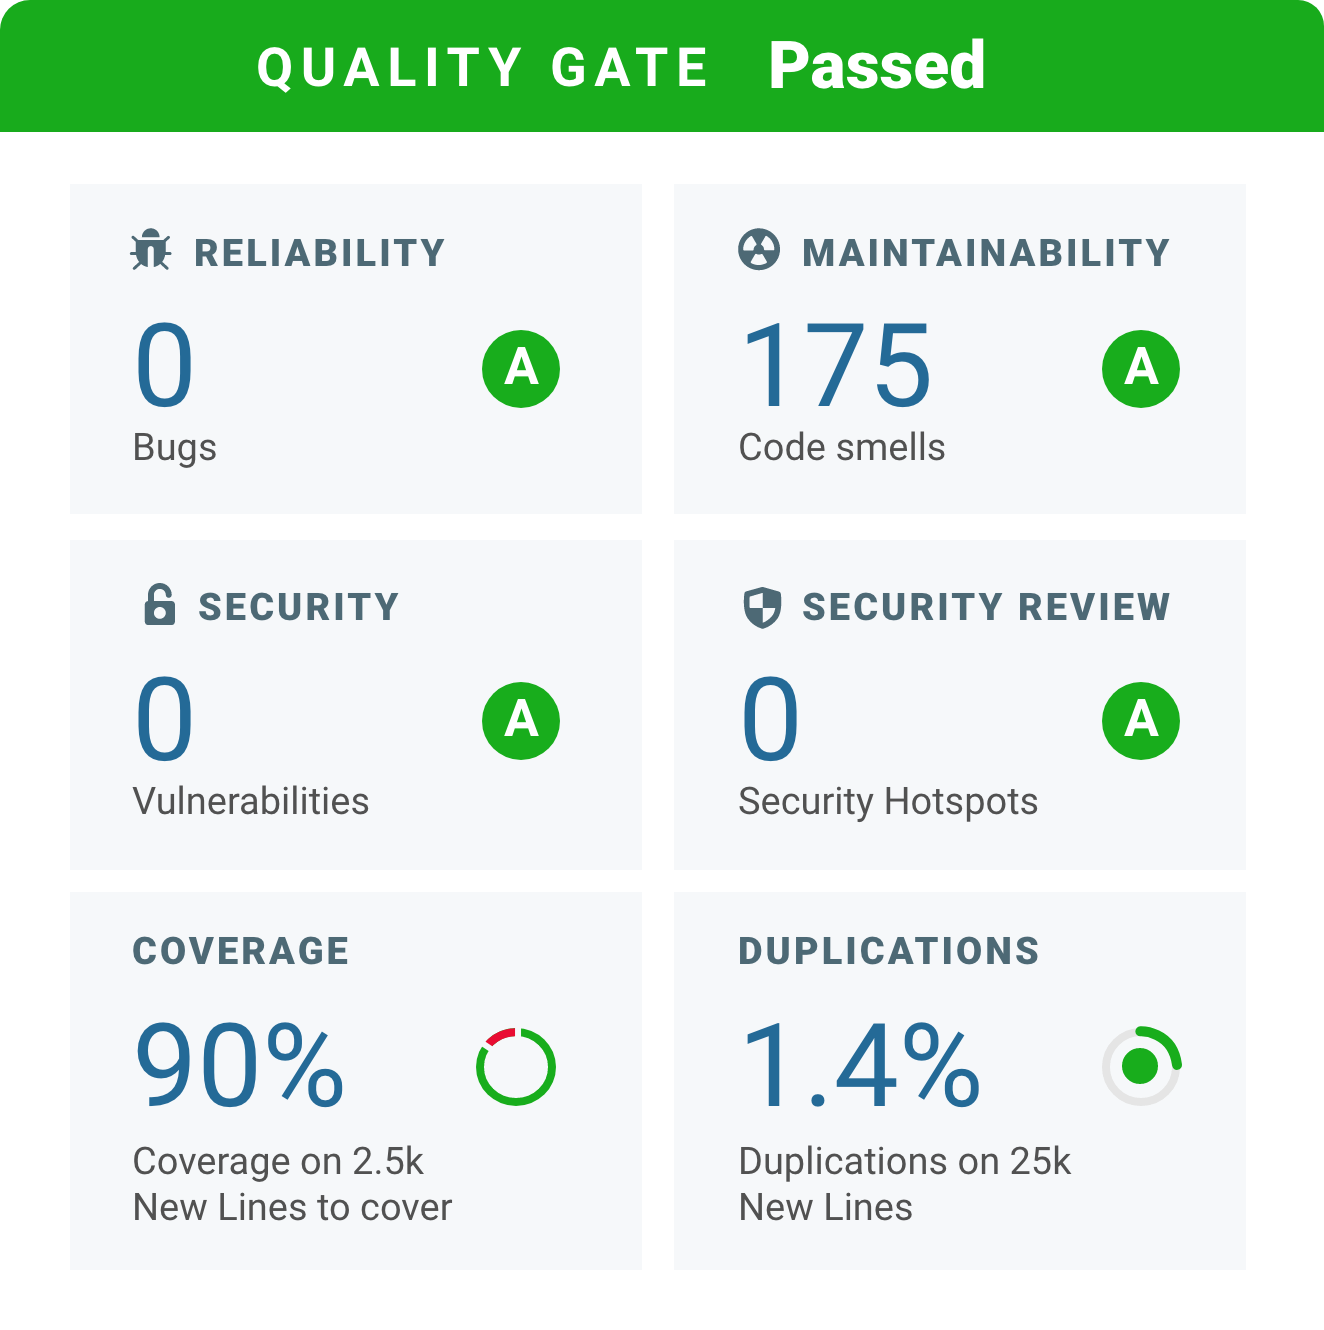 QUALITY GATE Passed
RELIABILITY
0
A
Bugs
MAINTAINABILITY
175
A
Code smells
SECURITY
0
A
Vulnerabilities
SECURITY REVIEW
0
A
Security Hotspots
COVERAGE
90%
Coverage on 2.5k
New Lines to cover
DUPLICATIONS
1.4%
Duplications on 25k
New Lines